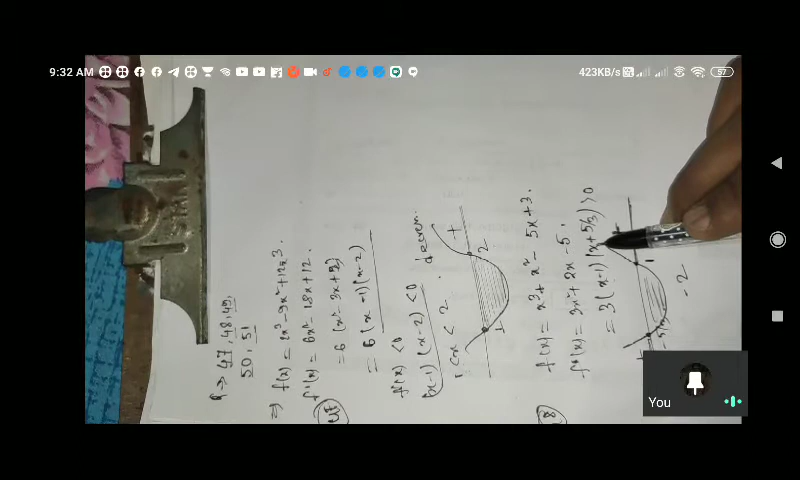 9:32 AM
423KB/s
57
Q → 47, 48, 49,
50, 51
⇒ f(x) = 2x³ - 9x² + 12x + 3.
f'(x) = 6x² - 18x + 12.
= 6 (x² - 3x + 2)
= 6 (x - 1) (x - 2)
f'(x) < 0
(x-1) (x-2) < 0
1 < x < 2 . decrea.
+
1
2
f(x) = x³ + x² - 5x + 3.
f'(x) = 3x² + 2x - 5.
= 3 (x-1) (x + 5/3) > 0
1
You